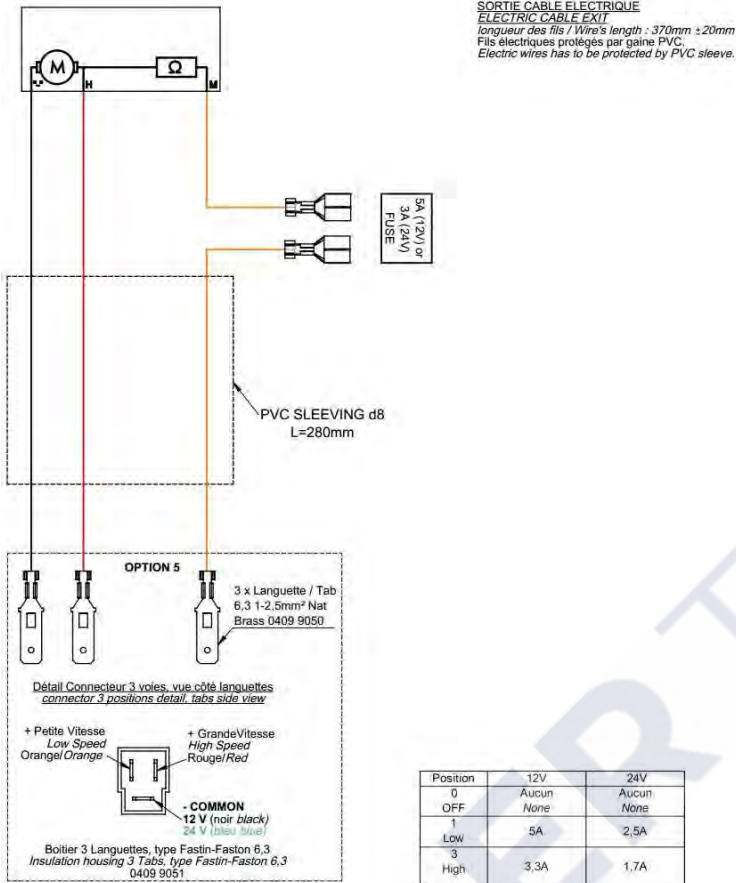 SORTIE CABLE ELECTRIQUE
ELECTRIC CABLE EXIT
longueur des fils / Wire's length : 370mm ±20mm
Fils électriques protégés par gaine PVC.
Electric wires has to be protected by PVC sleeve.
M
Ω
H
M
5A (12V) or
3A (24V)
FUSE
PVC SLEEVING d8
L=280mm
OPTION 5
3 x Languette / Tab
6,3 1-2,5mm² Nat
Brass 0409 9050
Détail Connecteur 3 voies, vue côté languettes
connector 3 positions detail, tabs side view
+ Petite Vitesse
Low Speed
Orange/Orange
+ GrandeVitesse
High Speed
Rouge/Red
- COMMON
12 V (noir black)
24 V (bleu blue)
Boitier 3 Languettes, type Fastin-Faston 6,3
Insulation housing 3 Tabs, type Fastin-Faston 6,3
0409 9051
Position 12V 24V
0 Aucun Aucun
OFF None None
1
Low 5A 2,5A
3
High 3,3A 1,7A